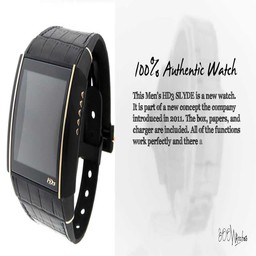 100% Authentic Watch
This Men's HD3 SLYDE is a new watch.
It is part of a new concept the company
introduced in 2011. The box, papers, and
charger are included. All of the functions
work perfectly and there
HD3